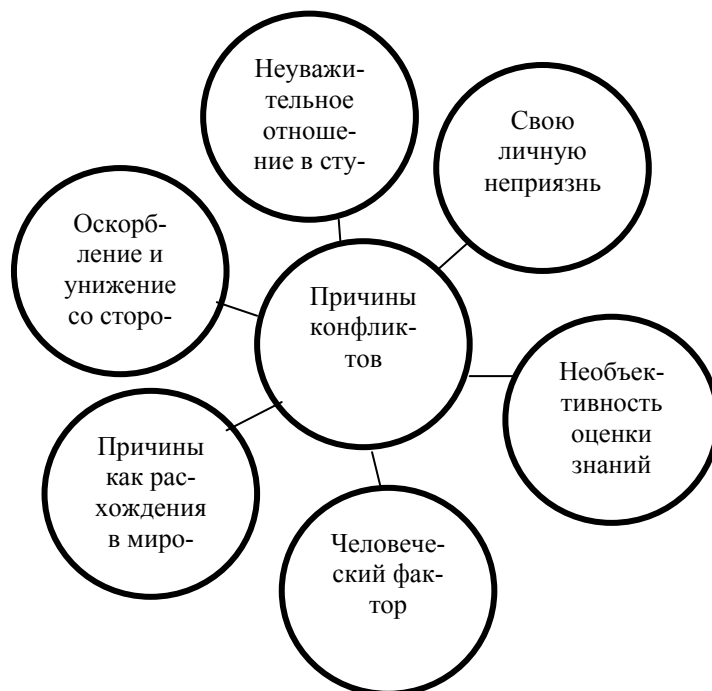 Неуважи-
тельное
отноше-
ние в сту-
Свою
личную
неприязнь
Оскорб-
ление и
унижение
со сторо-
Причины
конфлик-
тов
Необъек-
тивность
оценки
знаний
Причины
как рас-
хождения
в миро-
Человече-
ский фак-
тор